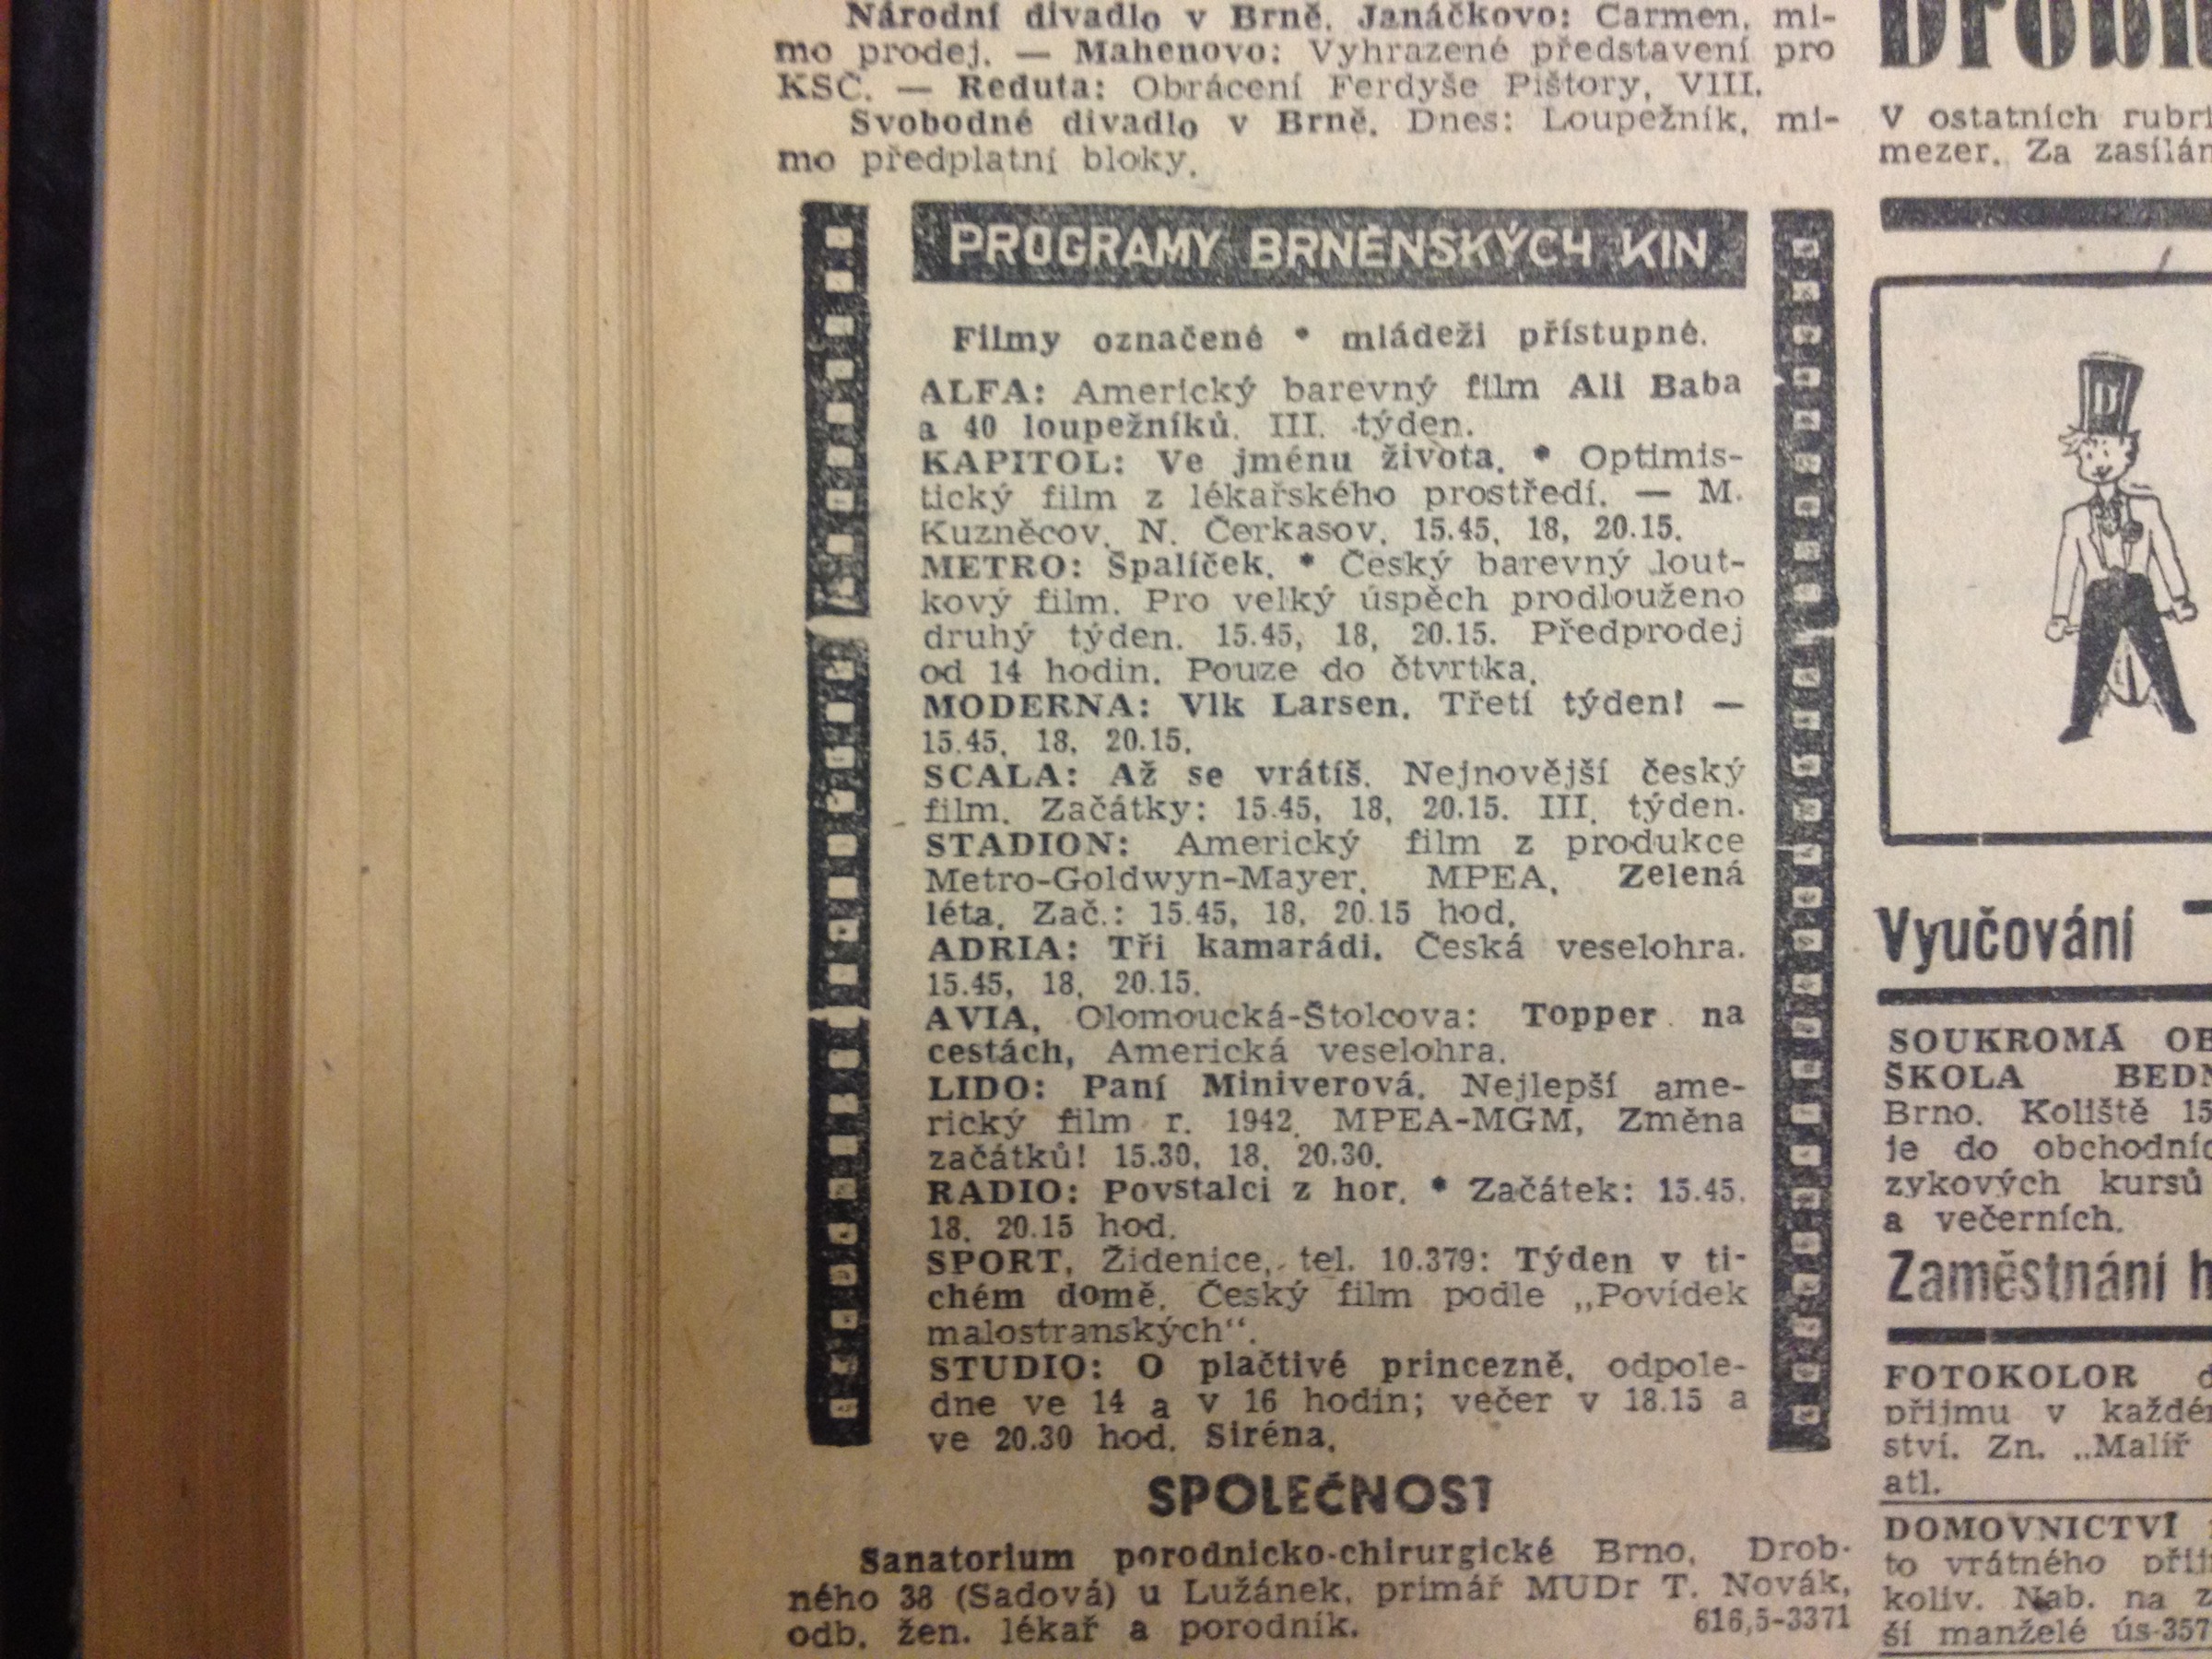 Národní divadlo v Brně. Janáčkovo: Carmen, mi-
mo prodej. — Mahenovo: Vyhrazené představení pro
KSČ. — Reduta: Obrácení Ferdyše Pištory, VIII.
Svobodné divadlo v Brně. Dnes: Loupežník, mi-
mo předplatní bloky.
PROGRAMY BRNĚNSKÝCH KIN
Filmy označené * mládeži přístupné.
ALFA: Americký barevný film Ali Baba
a 40 loupežníků. III. týden.
KAPITOL: Ve jménu života. * Optimis-
tický film z lékařského prostředí. — M.
Kuzněcov, N. Čerkasov. 15.45, 18, 20.15.
METRO: Špalíček. * Český barevný lout-
kový film. Pro velký úspěch prodlouženo
druhý týden. 15.45, 18, 20.15. Předprodej
od 14 hodin. Pouze do čtvrtka.
MODERNA: Vlk Larsen. Třetí týden! —
15.45, 18, 20.15.
SCALA: Až se vrátíš. Nejnovější český
film. Začátky: 15.45, 18, 20.15. III. týden.
STADION: Americký film z produkce
Metro-Goldwyn-Mayer. MPEA, Zelená
léta. Zač.: 15.45, 18, 20.15 hod.
ADRIA: Tři kamarádi. Česká veselohra.
15.45, 18, 20.15.
AVIA, Olomoucká-Štolcova: Topper na
cestách, Americká veselohra.
LIDO: Paní Miniverová. Nejlepší ame-
rický film r. 1942. MPEA-MGM, Změna
začátků! 15.30, 18, 20.30.
RADIO: Povstalci z hor. * Začátek: 15.45,
18, 20.15 hod.
SPORT, Židenice, tel. 10.379: Týden v ti-
chém domě. Český film podle „Povídek
malostranských“.
STUDIO: O plačtivé princezně, odpole-
dne ve 14 a v 16 hodin; večer v 18.15 a
ve 20.30 hod. Siréna.
SPOLEČNOST
Sanatorium porodnicko-chirurgické Brno, Drob-
ného 38 (Sadová) u Lužánek, primář MUDr T. Novák,
odb. žen. lékař a porodník. 616,5-3371
V ostatních
mezer. Za
Vyučování
SOUKROMÁ
ŠKOLA
Brno, Koliště
je do
zykových kursů
a večerních.
Zaměstnání
FOTOKOLOR
přijmu v
ství. Zn. „Malíř
atl.
DOMOVNICTVÍ
to vrátného
koliv. Nab. na
ší manželé